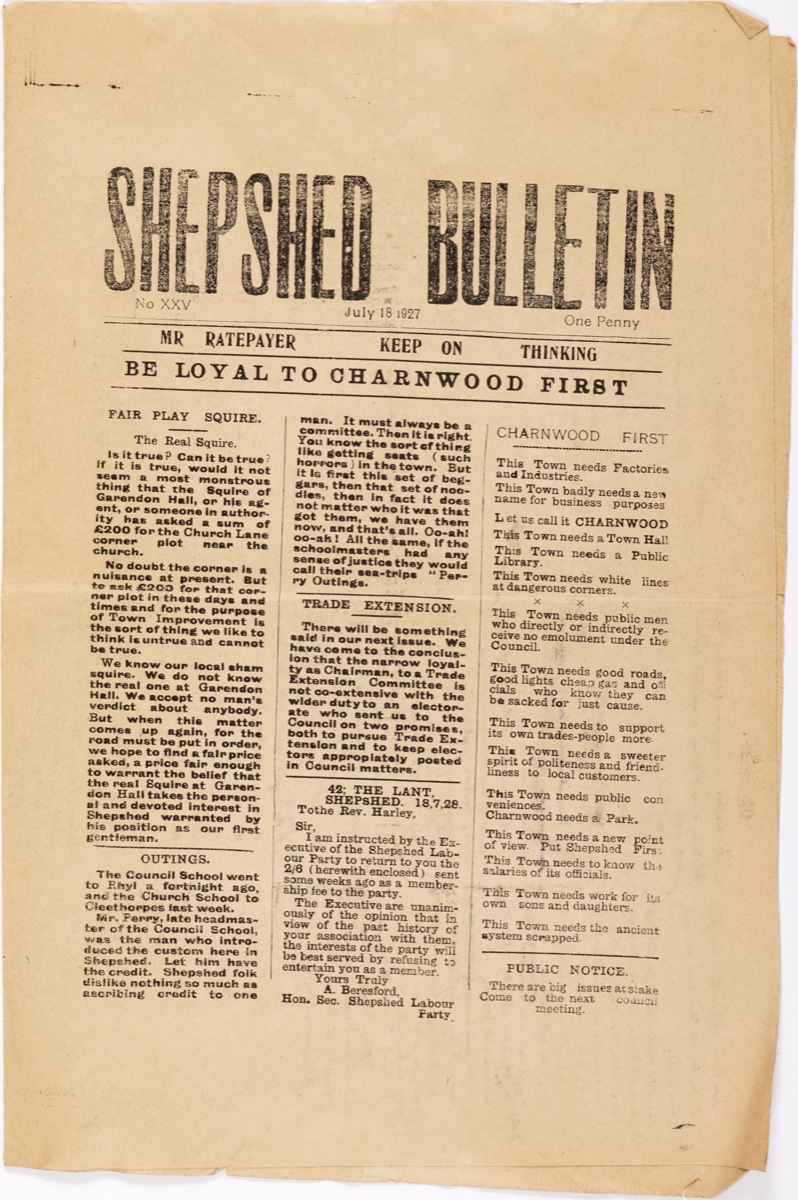 SHEPSHED BULLETIN
No XXV
July 18 1927
One Penny
MR RATEPAYER KEEP ON THINKING
BE LOYAL TO CHARNWOOD FIRST
FAIR PLAY SQUIRE.
The Real Squire.
Is it true? Can it be true?
If it is true, would it not
seem a most monstrous
thing that the Squire of
Garendon Hall, or his ag-
ent, or someone in author-
ity has asked a sum of
£200 for the Church Lane
corner plot near the
church.
No doubt the corner is a
nuisance at present. But
to ask £200 for that cor-
ner plot in these days and
times and for the purpose
of Town Improvement is
the sort of thing we like to
think is untrue and cannot
be true.
We know our local sham
squire. We do not know
the real one at Garendon
Hall. We accept no man's
verdict about anybody.
But when this matter
comes up again, for the
road must be put in order,
we hope to find a fair price
asked, a price fair enough
to warrant the belief that
the real Squire at Garen-
don Hall takes the person-
al and devoted interest in
Shepshed warranted by
his position as our first
gentleman.
OUTINGS.
The Council School went
to Rhyl a fortnight ago,
and the Church School to
Cleethorpes last week.
Mr. Perry, late headmas-
ter of the Council School,
was the man who intro-
duced the custom here in
Shepshed. Let him have
the credit. Shepshed folk
dislike nothing so much as
ascribing credit to one
man. It must always be a
committee. Then it is right.
You know the sort of thing
like getting seats (such
horrors) in the town. But
it is first this set of beg-
gars, then that set of noo-
dles, then in fact it does
not matter who it was that
got them, we have them
now, and that's all. Oo-ah!
oo-ah! All the same, if the
schoolmasters had any
sense of justice they would
call their sea-trips "Per-
ry Outings.
TRADE EXTENSION.
There will be something
said in our next issue. We
have come to the conclus-
ion that the narrow loyal-
ty as Chairman, to a Trade
Extension Committee is
not co-extensive with the
wider duty to an elector-
ate who sent us to the
Council on two promises,
both to pursue Trade Ex-
tension and to keep elec-
tors appropiately posted
in Council matters.
42; THE LANT,
SHEPSHED. 18,7,28.
Tothe Rev. Harley,
Sir,
I am instructed by the Ex-
ecutive of the Shepshed Lab-
our Party to return to you the
2/6 (herewith enclosed) sent
some weeks ago as a member-
ship fee to the party.
The Executive are unanim-
ously of the opinion that in
view of the past history of
your association with them,
the interests of the party will
be best served by refusing to
entertain you as a member.
Yours Truly
A. Beresford,
Hon. Sec. Shepshed Labour
Party.
CHARNWOOD FIRST
This Town needs Factories
and Industries.
This Town badly needs a new
name for business purposes
Let us call it CHARNWOOD
This Town needs a Town Hall
This Town needs a Public
Library.
This Town needs white lines
at dangerous corners.
x x x
This Town needs public men
who directly or indirectly re-
ceive no emolument under the
Council.
This Town needs good roads,
good lights cheap gas and offi
cials who know they can
be sacked for just cause.
This Town needs to support
its own trades-people more.
This Town needs a sweeter
spirit of politeness and friend-
liness to local customers.
This Town needs public con
veniences.
Charnwood needs a Park.
This Town needs a new point
of view. Put Shepshed First
This Town needs to know the
salaries of its officials.
This Town needs work for its
own sons and daughters.
This Town needs the ancient
system scrapped.
PUBLIC NOTICE.
There are big issues at stake
Come to the next council
meeting.